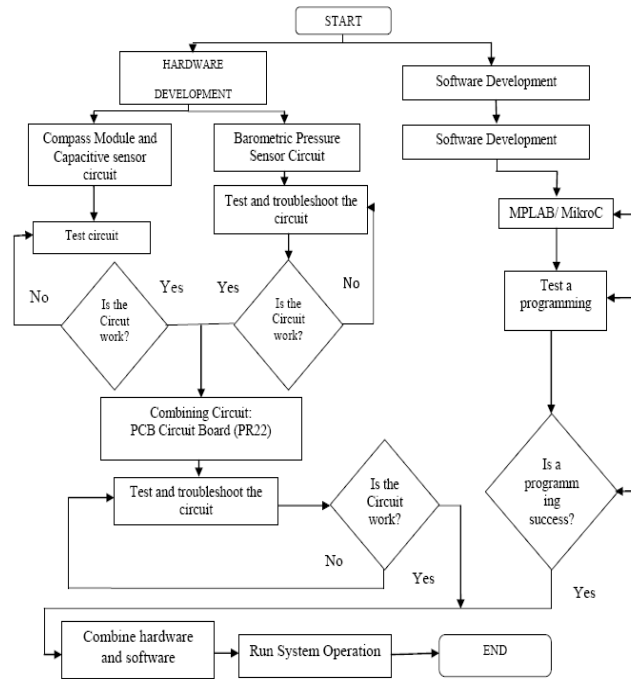 START
HARDWARE
DEVELOPMENT
Software Development
Compass Module and
Capacitive sensor
circuit
Barometric Pressure
Sensor Circuit
Software Development
Test circuit
Test and troubleshoot the
circuit
MPLAB/ MikroC
No
Is the
Circut
work?
Yes
Yes
Is the
Circuit
work?
No
Test a
programming
Combining Circuit:
PCB Circuit Board (PR22)
Test and troubleshoot the
circuit
Is the
Circuit
work?
No
Yes
Is a
programm
ing
success?
Yes
Combine hardware
and software
Run System Operation
END